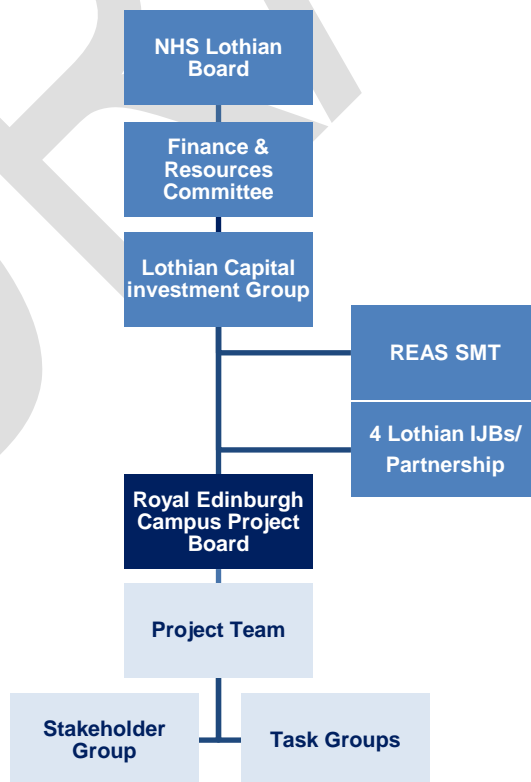 NHS Lothian
Board
Finance &
Resources
Committee
Lothian Capital
investment Group
REAS SMT
4 Lothian IJBs/
Partnership
Royal Edinburgh
Campus Project
Board
Project Team
Stakeholder
Group
Task Groups